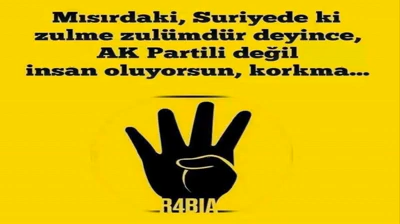 Mısırdaki, Suriyede ki
zulme zulümdür deyince,
AK Partili değil
insan oluyorsun, korkma...
R4BIA